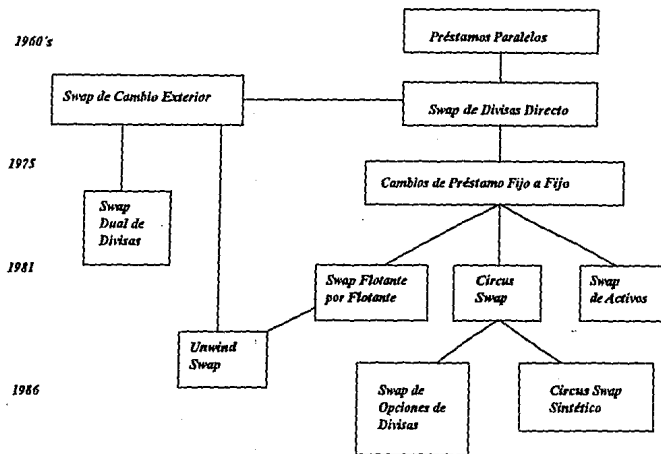 1960's
Préstamos Paralelos
Swap de Cambio Exterior
Swap de Divisas Directo
1975
Cambios de Préstamo Fijo a Fijo
Swap
Dual de
Divisas
1981
Swap Flotante
por Flotante
Circus
Swap
Swap
de Activos
Unwind
Swap
1986
Swap de
Opciones de
Divisas
Circus Swap
Sintético